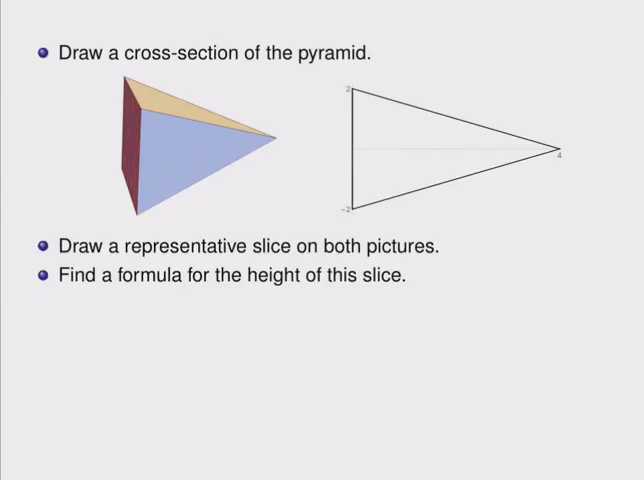 Draw a cross-section of the pyramid.
2
4
-2
Draw a representative slice on both pictures.
Find a formula for the height of this slice.